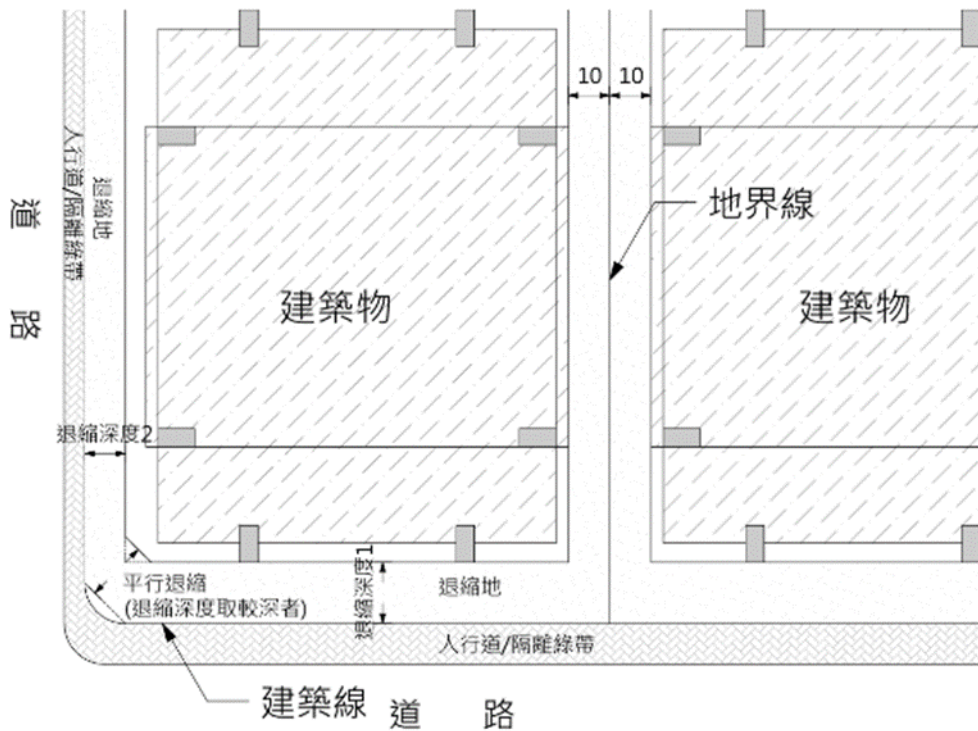 10
10
人行道/隔離綠帶
退縮地
道路
地界線
建築物
建築物
退縮深度2
退縮深度1
平行退縮
(退縮深度取較深者)
退縮地
人行道/隔離綠帶
建築線
道 路